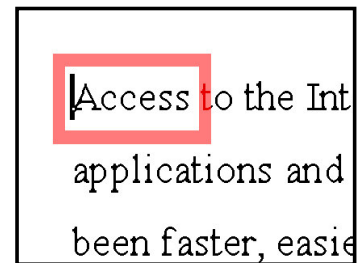 Access to the Int
applications and
been faster, easie